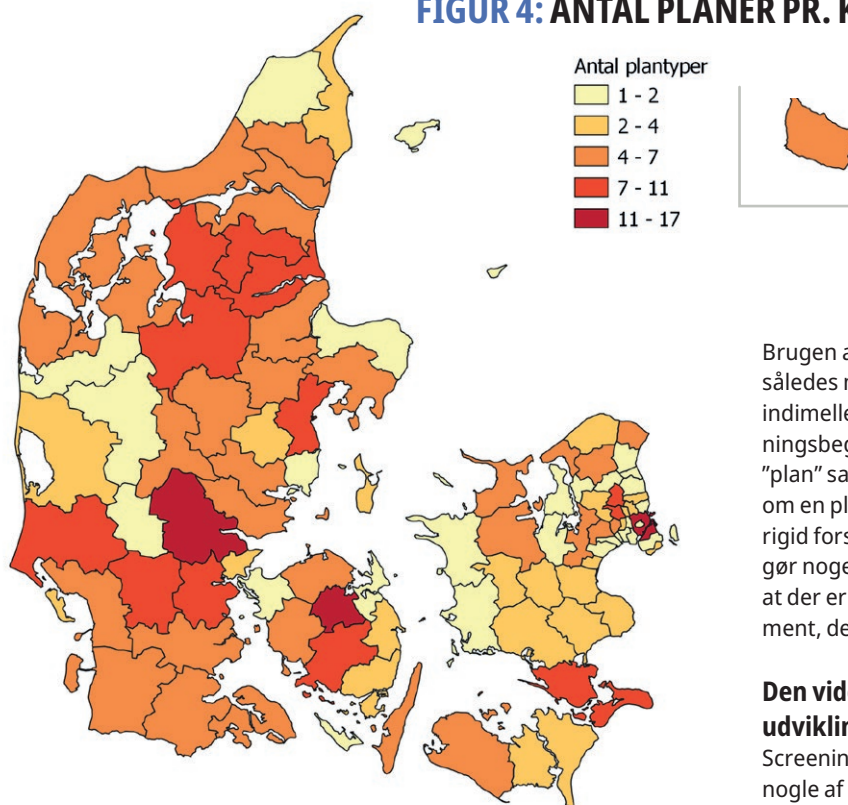 FIGUR 4: ANTAL PLANER PR.
Antal plantyper
1 - 2
2 - 4
4 - 7
7 - 11
11 - 17
Brugen
således
indimelle
ningsbeg
"plan" sa
om en pl
rigid fors
gør noge
at der er
ment, de
Den vid
udviklin
Screenin
nogle af